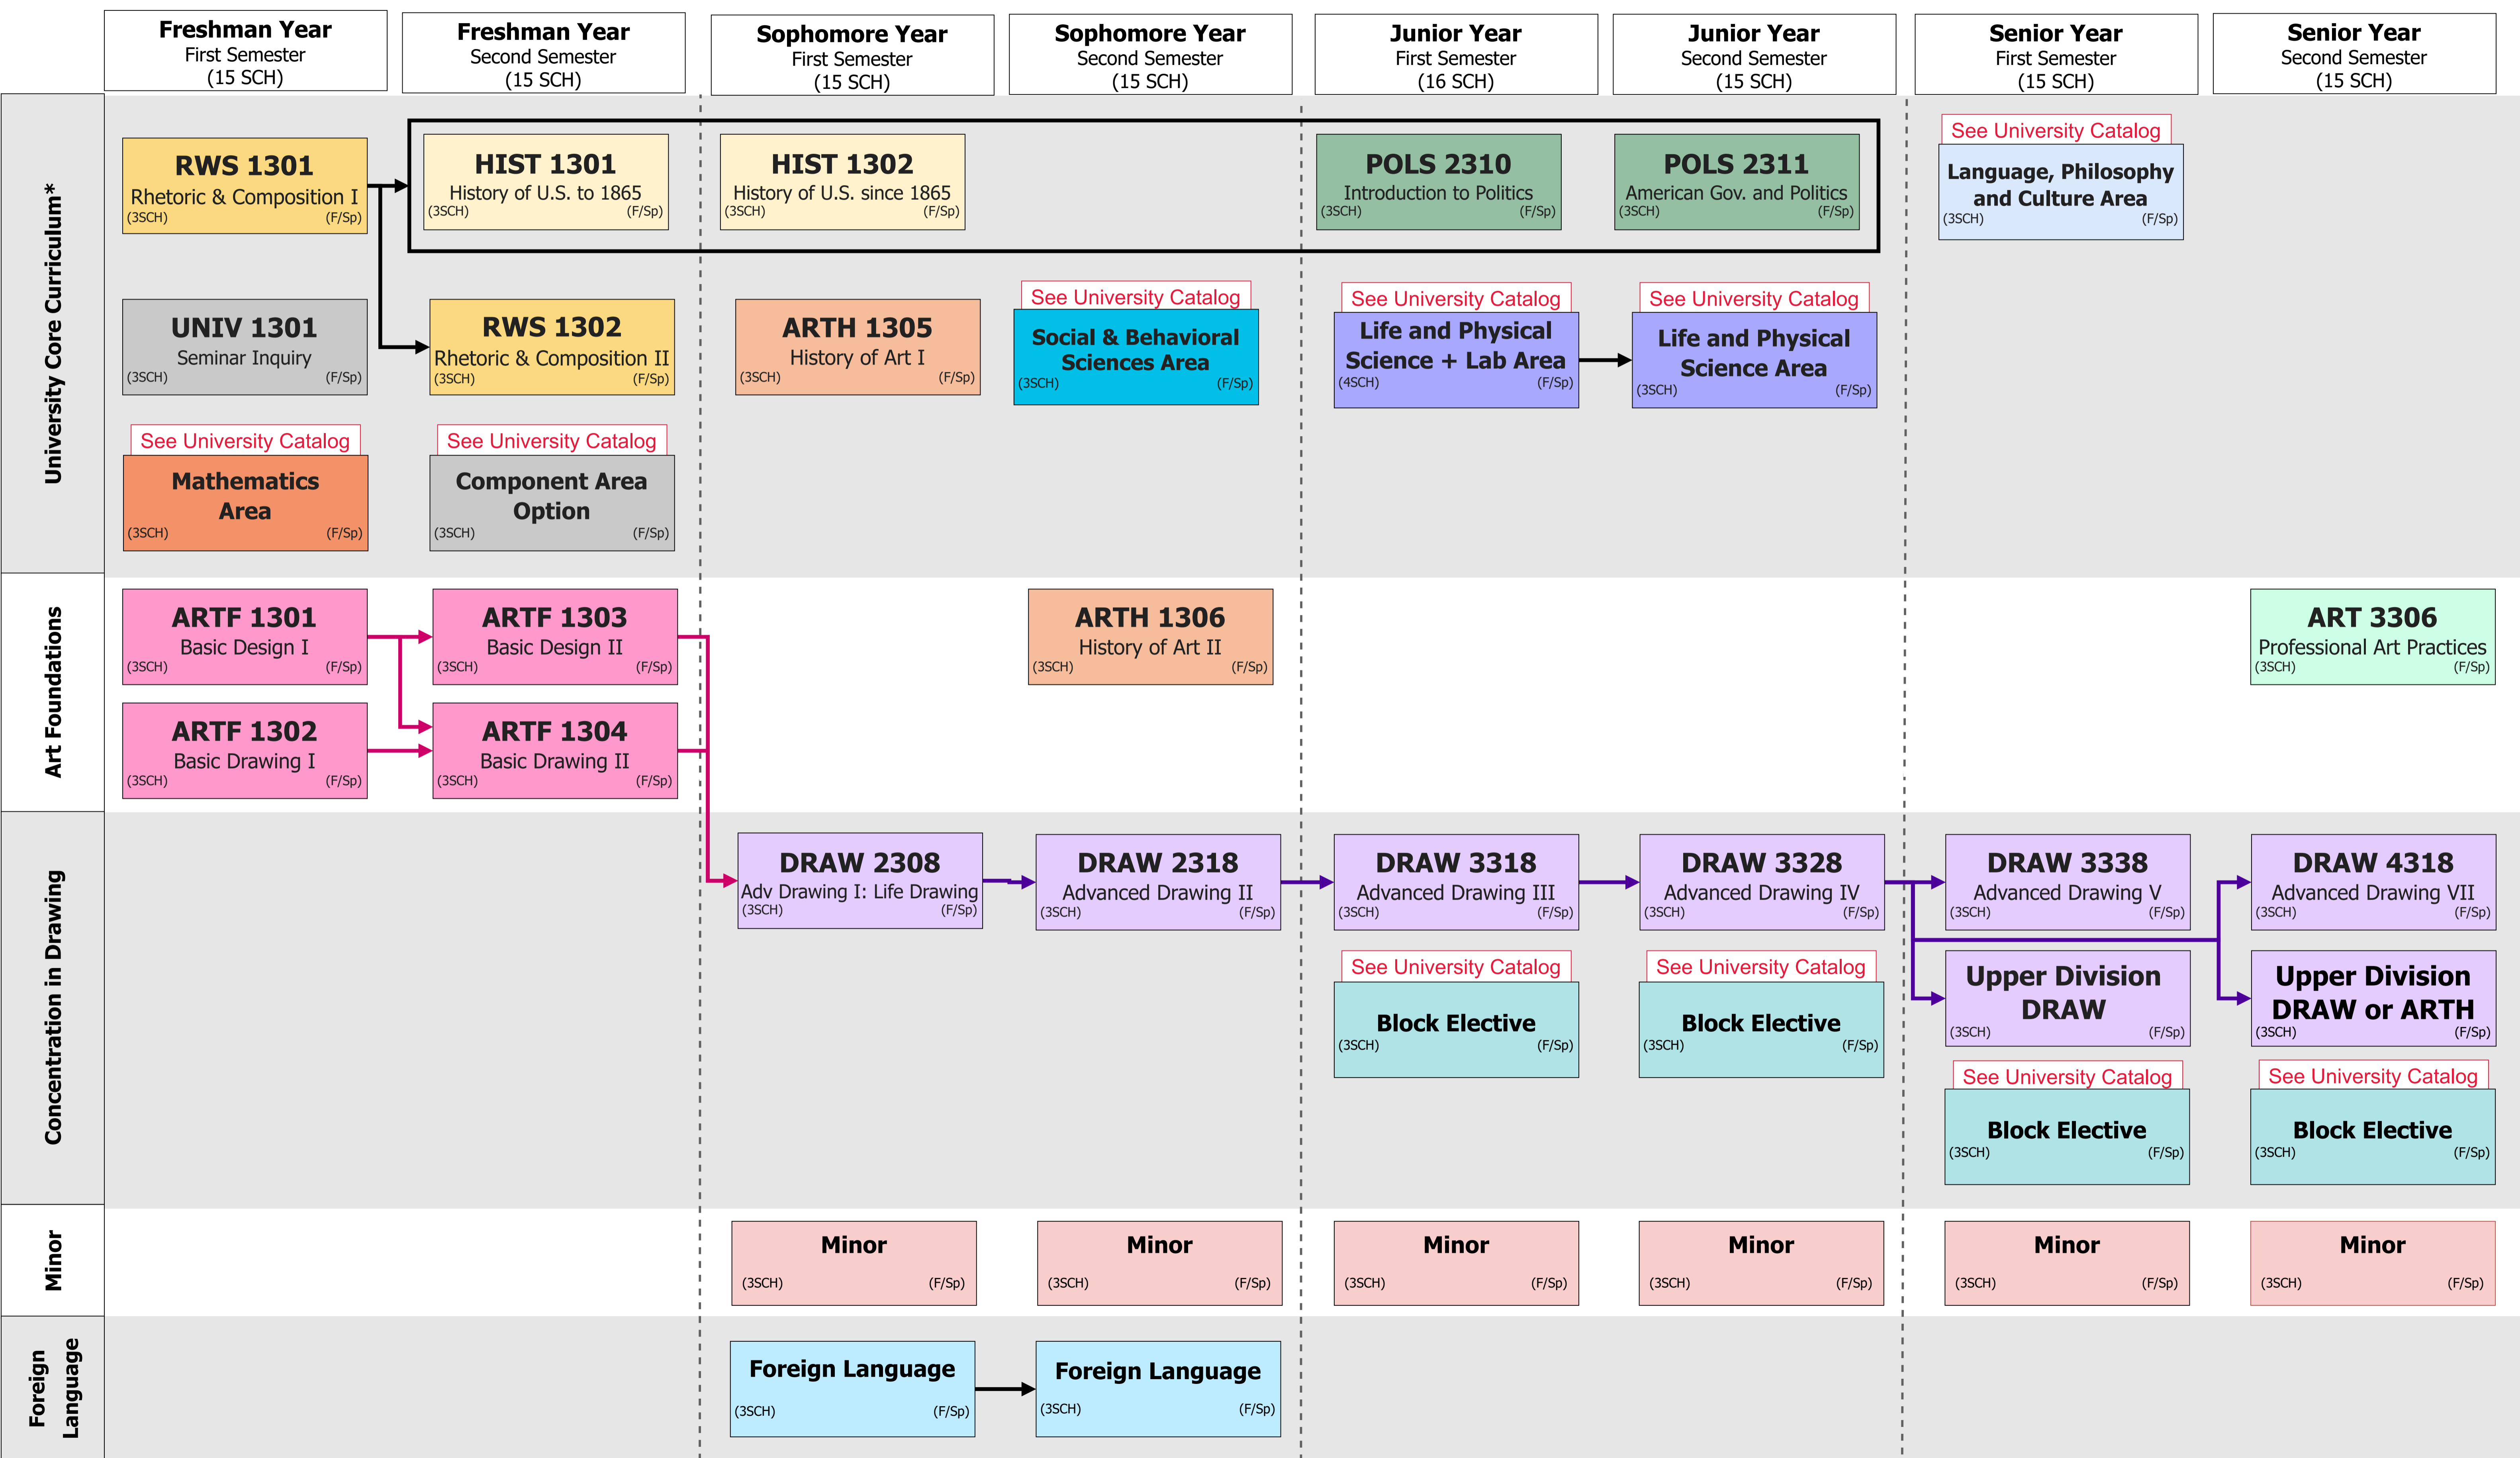 Freshman Year
First Semester
(15 SCH)
Freshman Year
Second Semester
(15 SCH)
Sophomore Year
First Semester
(15 SCH)
Sophomore Year
Second Semester
(15 SCH)
Junior Year
First Semester
(16 SCH)
Junior Year
Second Semester
(15 SCH)
Senior Year
First Semester
(15 SCH)
Senior Year
Second Semester
(15 SCH)
University Core Curriculum*
RWS 1301
Rhetoric & Composition I
(3SCH) (F/Sp)
HIST 1301
History of U.S. to 1865
(3SCH) (F/Sp)
HIST 1302
History of U.S. since 1865
(3SCH) (F/Sp)
POLS 2310
Introduction to Politics
(3SCH) (F/Sp)
POLS 2311
American Gov. and Politics
(3SCH) (F/Sp)
See University Catalog
Language, Philosophy
and Culture Area
(3SCH) (F/Sp)
UNIV 1301
Seminar Inquiry
(3SCH) (F/Sp)
RWS 1302
Rhetoric & Composition II
(3SCH) (F/Sp)
ARTH 1305
History of Art I
(3SCH) (F/Sp)
See University Catalog
Social & Behavioral
Sciences Area
(3SCH) (F/Sp)
See University Catalog
Life and Physical
Science + Lab Area
(4SCH) (F/Sp)
See University Catalog
Life and Physical
Science Area
(3SCH) (F/Sp)
See University Catalog
Mathematics
Area
(3SCH) (F/Sp)
See University Catalog
Component Area
Option
(3SCH) (F/Sp)
Art Foundations
ARTF 1301
Basic Design I
(3SCH) (F/Sp)
ARTF 1303
Basic Design II
(3SCH) (F/Sp)
ARTH 1306
History of Art II
(3SCH) (F/Sp)
ART 3306
Professional Art Practices
(3SCH) (F/Sp)
ARTF 1302
Basic Drawing I
(3SCH) (F/Sp)
ARTF 1304
Basic Drawing II
(3SCH) (F/Sp)
Concentration in Drawing
DRAW 2308
Adv Drawing I: Life Drawing
(3SCH) (F/Sp)
DRAW 2318
Advanced Drawing II
(3SCH) (F/Sp)
DRAW 3318
Advanced Drawing III
(3SCH) (F/Sp)
DRAW 3328
Advanced Drawing IV
(3SCH) (F/Sp)
DRAW 3338
Advanced Drawing V
(3SCH) (F/Sp)
DRAW 4318
Advanced Drawing VII
(3SCH) (F/Sp)
See University Catalog
Block Elective
(3SCH) (F/Sp)
See University Catalog
Block Elective
(3SCH) (F/Sp)
Upper Division
DRAW
(3SCH) (F/Sp)
Upper Division
DRAW or ARTH
(3SCH) (F/Sp)
See University Catalog
Block Elective
(3SCH) (F/Sp)
See University Catalog
Block Elective
(3SCH) (F/Sp)
Minor
Minor
(3SCH) (F/Sp)
Minor
(3SCH) (F/Sp)
Minor
(3SCH) (F/Sp)
Minor
(3SCH) (F/Sp)
Minor
(3SCH) (F/Sp)
Minor
(3SCH) (F/Sp)
Foreign
Language
Foreign Language
(3SCH) (F/Sp)
Foreign Language
(3SCH) (F/Sp)